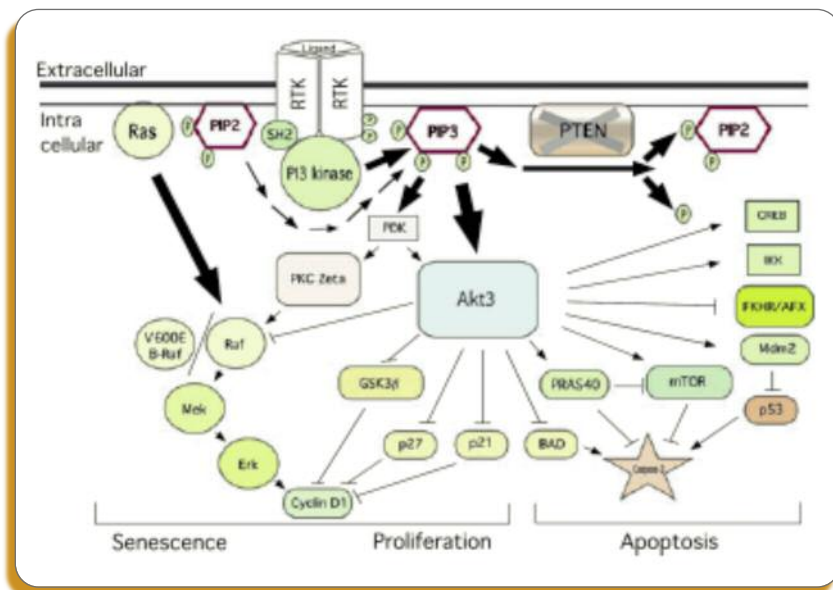 Ligand
Extracellular
RTK
RTK
Intra
cellular
Ras
P
PIP2
P
SH2
PI3 kinase
P
P
P
PIP3
P
P
PTEN
P
PIP2
P
P
PDK
PKC Zeta
Akt3
CREB
IKK
FKHR/AFX
Mdm2
p53
V600E
B-Raf
Raf
Mek
Erk
GSK3β
p27
p21
BAD
PRAS40
mTOR
Cyclin D1
Senescence
Proliferation
Apoptosis